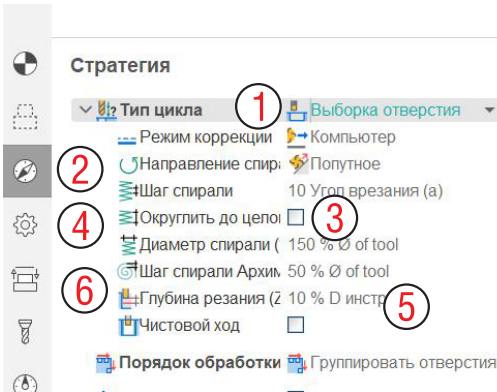 Стратегия
Тип цикла 1 Выборка отверстия
Режим коррекции Компьютер
2 Направление спира Попутное
Шаг спирали 10 Угол врезания (a)
4 Округлить до целог 3
Диаметр спирали ( 150 % Ø of tool
Шаг спирали Архим 50 % Ø of tool
6 Глубина резания (Z 10 % D инстр 5
Чистовой ход
Порядок обработки Группировать отверстия